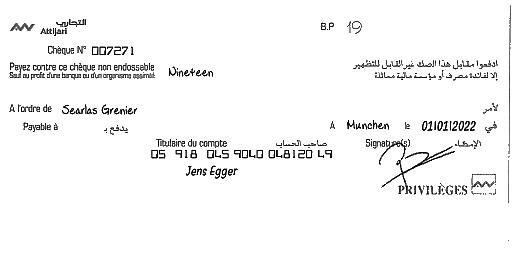 التجاري
Attijari
B.P 19
Chèque N° 007271
Payez contre ce chèque non endossable
Sauf au profit d'une banque ou d'un organisme assimilé
Nineteen
ادفعوا مقابل هذا الصك غير القابل للتظهير
إلا لفائدة مصرف أو مؤسسة مالية مماثلة
A l'ordre de Searlas Grenier لأمر
Payable à يدفع بـ
A Munchen le 01/01/2022 في
Titulaire du compte صاحب الحساب Signature(s) الإمضاء
05 918 045 9040 048120 49
Jens Egger
PRIVILÈGES